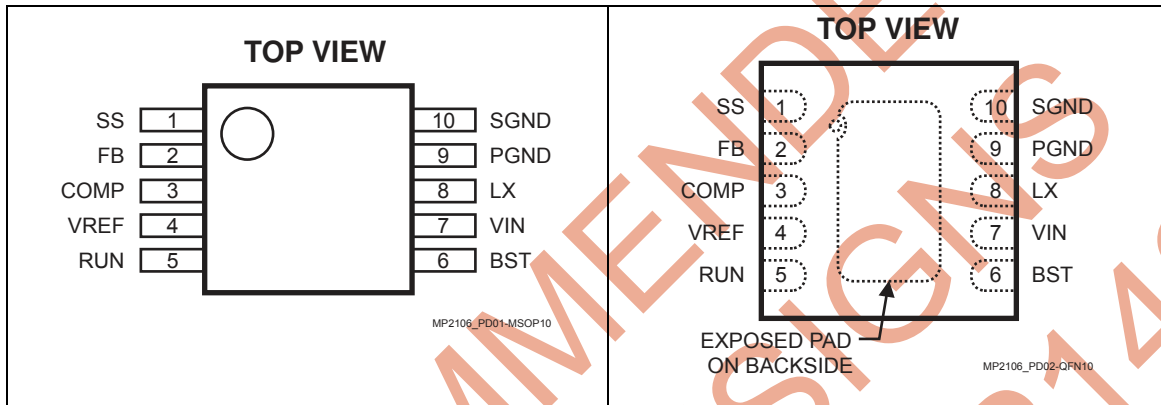 TOP VIEW
SS 1
FB 2
COMP 3
VREF 4
RUN 5
10 SGND
9 PGND
8 LX
7 VIN
6 BST
MP2106_PD01-MSOP10
TOP VIEW
SS 1
FB 2
COMP 3
VREF 4
RUN 5
10 SGND
9 PGND
8 LX
7 VIN
6 BST
EXPOSED PAD
ON BACKSIDE
MP2106_PD02-QFN10